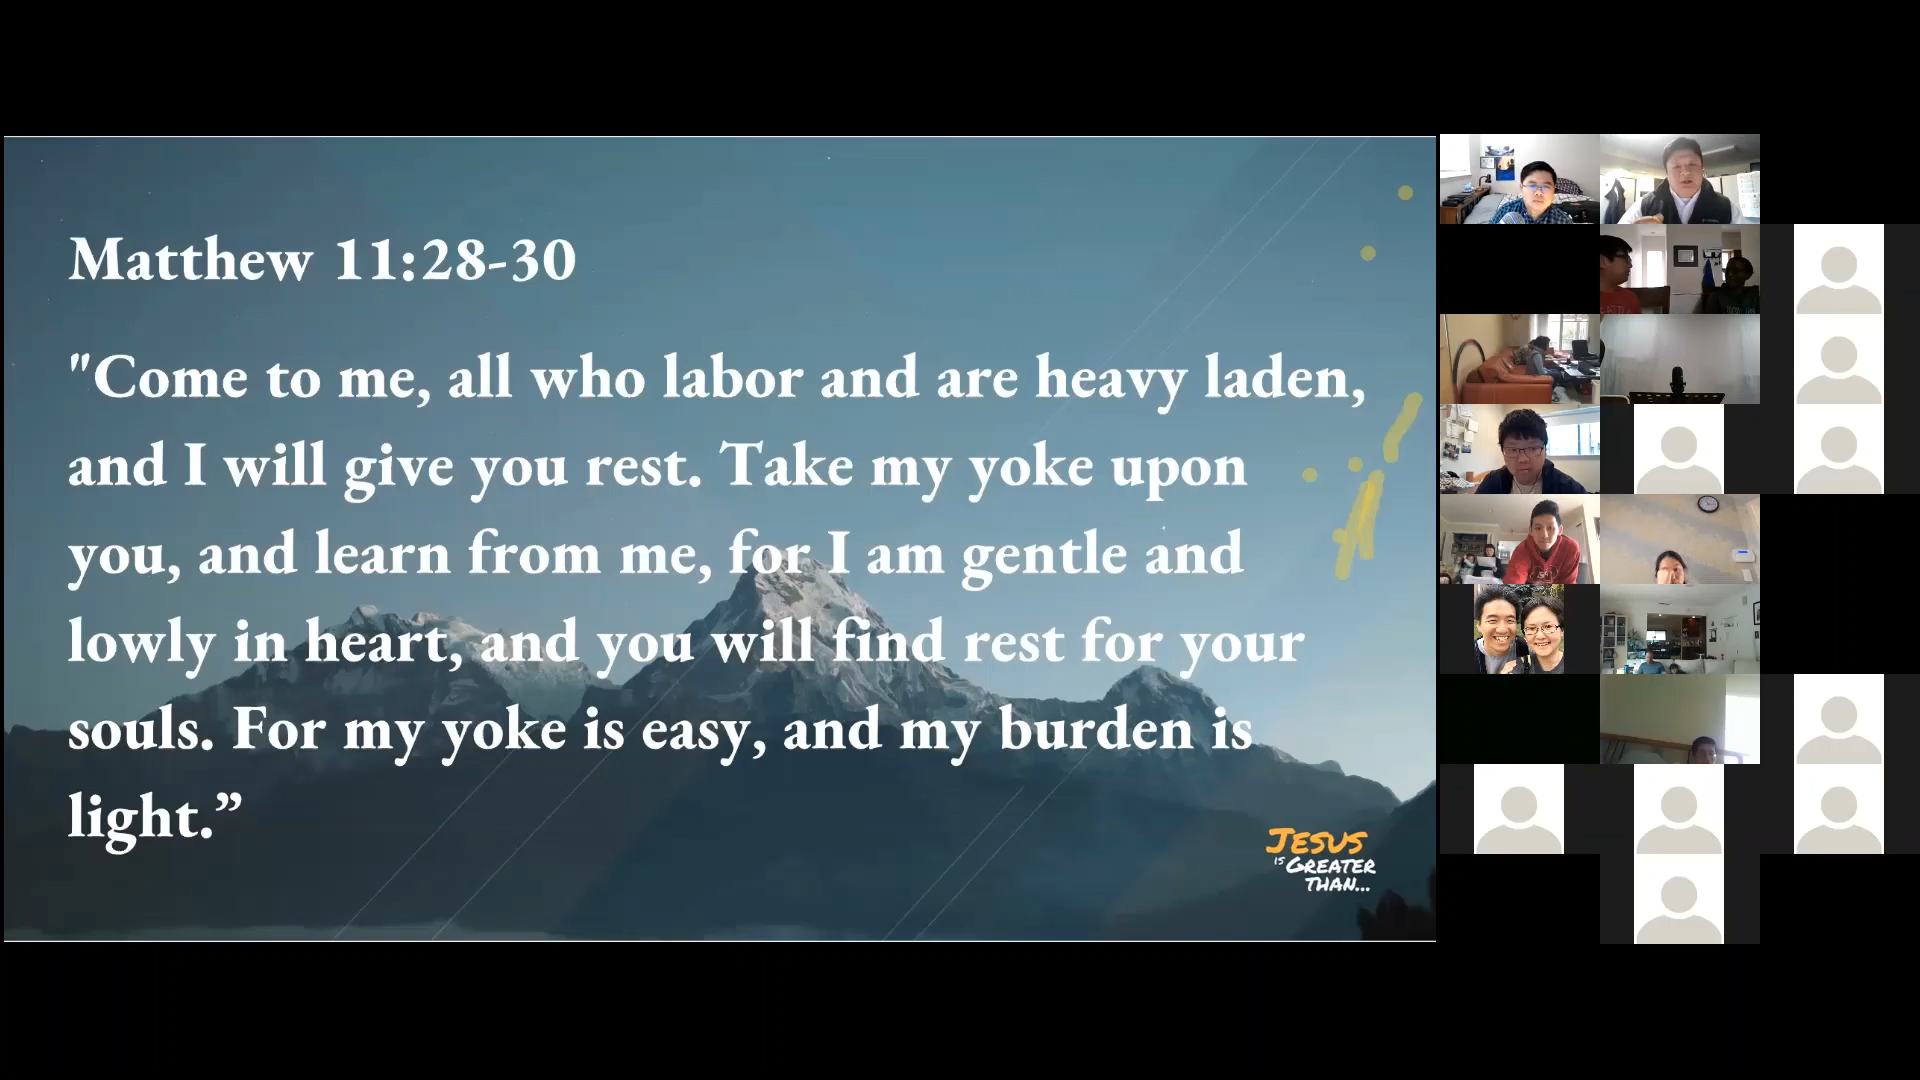 Matthew 11:28-30
"Come to me, all who labor and are heavy laden,
and I will give you rest. Take my yoke upon
you, and learn from me, for I am gentle and
lowly in heart, and you will find rest for your
souls. For my yoke is easy, and my burden is
light.”
JESUS
IS GREATER
THAN...